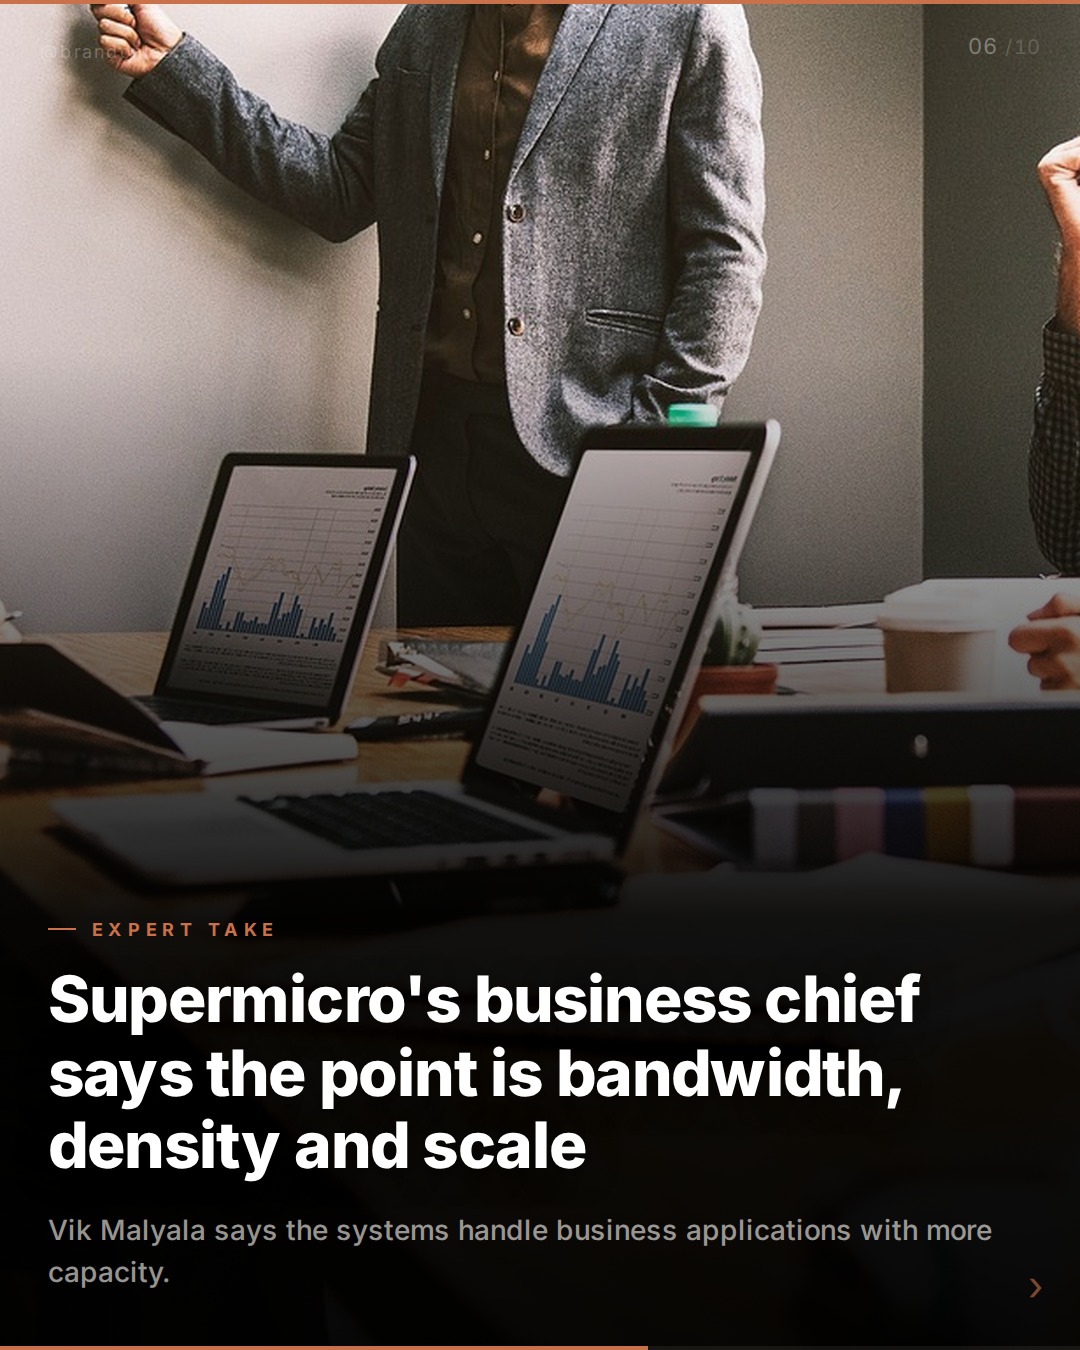 06 /10
EXPERT TAKE
Supermicro's business chief
says the point is bandwidth,
density and scale
Vik Malyala says the systems handle business applications with more
capacity.
›